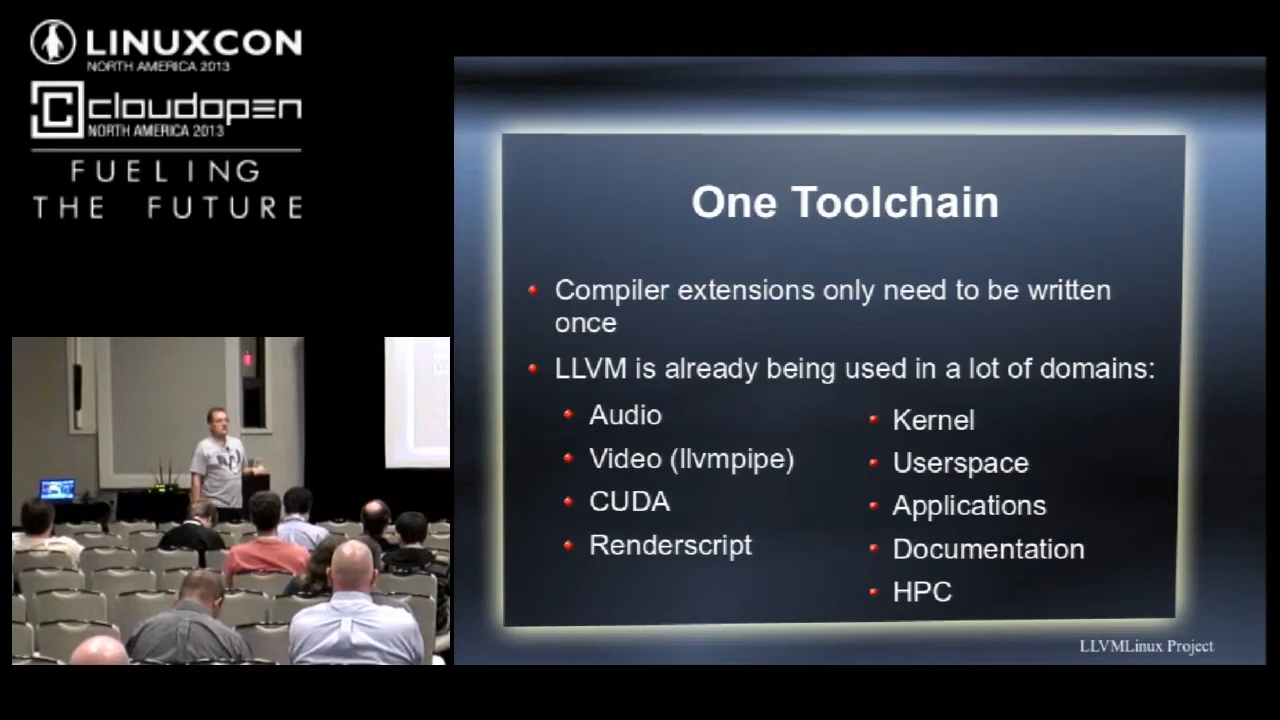 LINUXCON
NORTH AMERICA 2013
cloudopen
NORTH AMERICA 2013
FUELING
THE FUTURE
One Toolchain
Compiler extensions only need to be written
once
LLVM is already being used in a lot of domains:
Audio
Video (llvmpipe)
CUDA
Renderscript
Kernel
Userspace
Applications
Documentation
HPC
LLVMLinux Project